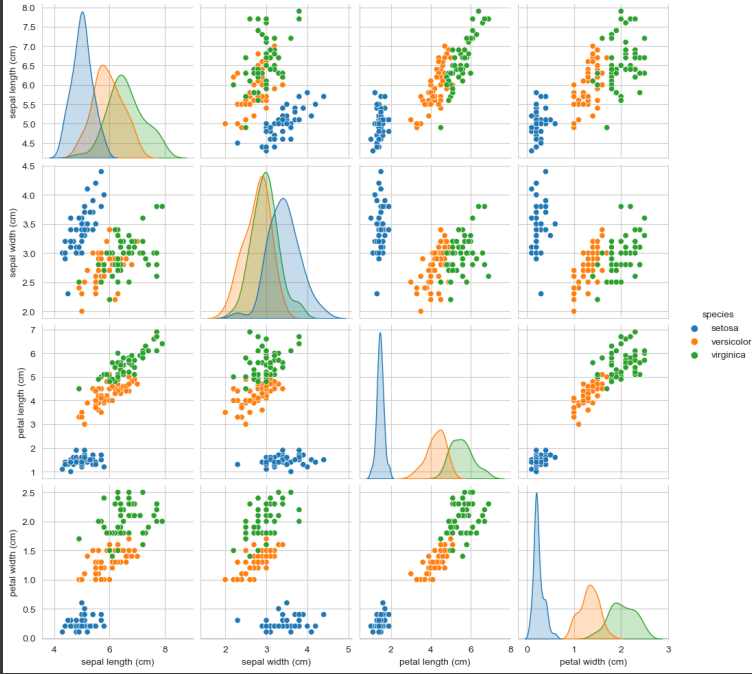 8.0
7.5
7.0
6.5
6.0
5.5
5.0
4.5
sepal length (cm)
4.5
4.0
3.5
3.0
2.5
2.0
sepal width (cm)
species
setosa
versicolor
virginica
7
6
5
4
3
2
1
petal length (cm)
2.5
2.0
1.5
1.0
0.5
0.0
petal width (cm)
4 6 8
2 3 4 5
2 4 6 8
0 1 2 3
sepal length (cm) sepal width (cm) petal length (cm) petal width (cm)